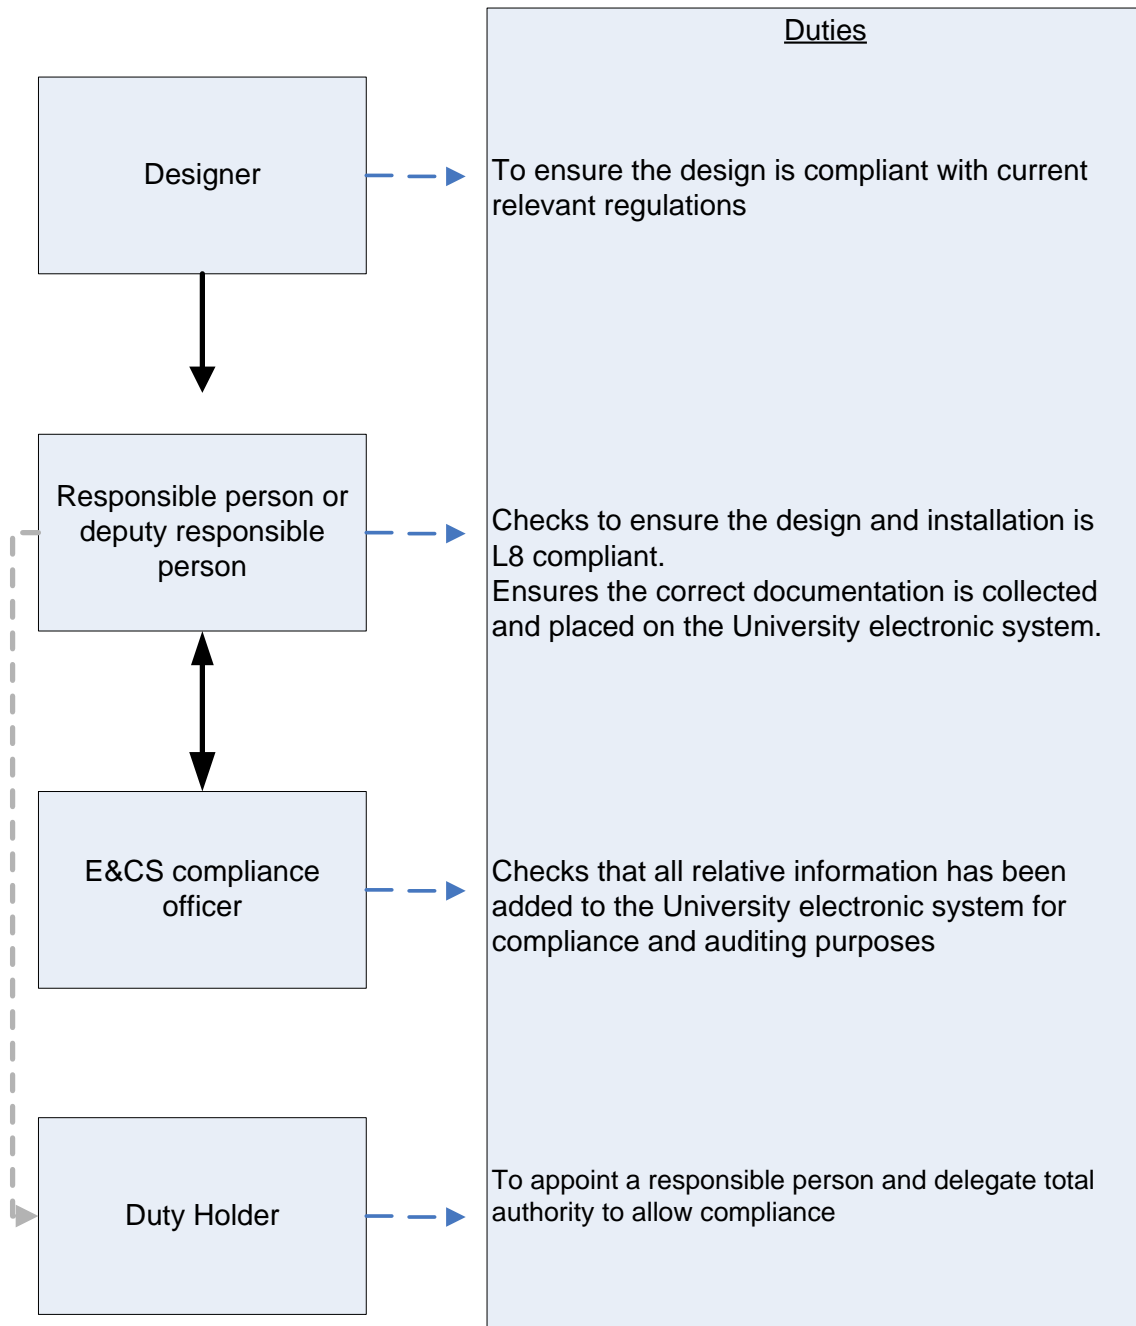 Duties
Designer
To ensure the design is compliant with current
relevant regulations
Responsible person or
deputy responsible
person
Checks to ensure the design and installation is
L8 compliant.
Ensures the correct documentation is collected
and placed on the University electronic system.
E&CS compliance
officer
Checks that all relative information has been
added to the University electronic system for
compliance and auditing purposes
Duty Holder
To appoint a responsible person and delegate total
authority to allow compliance